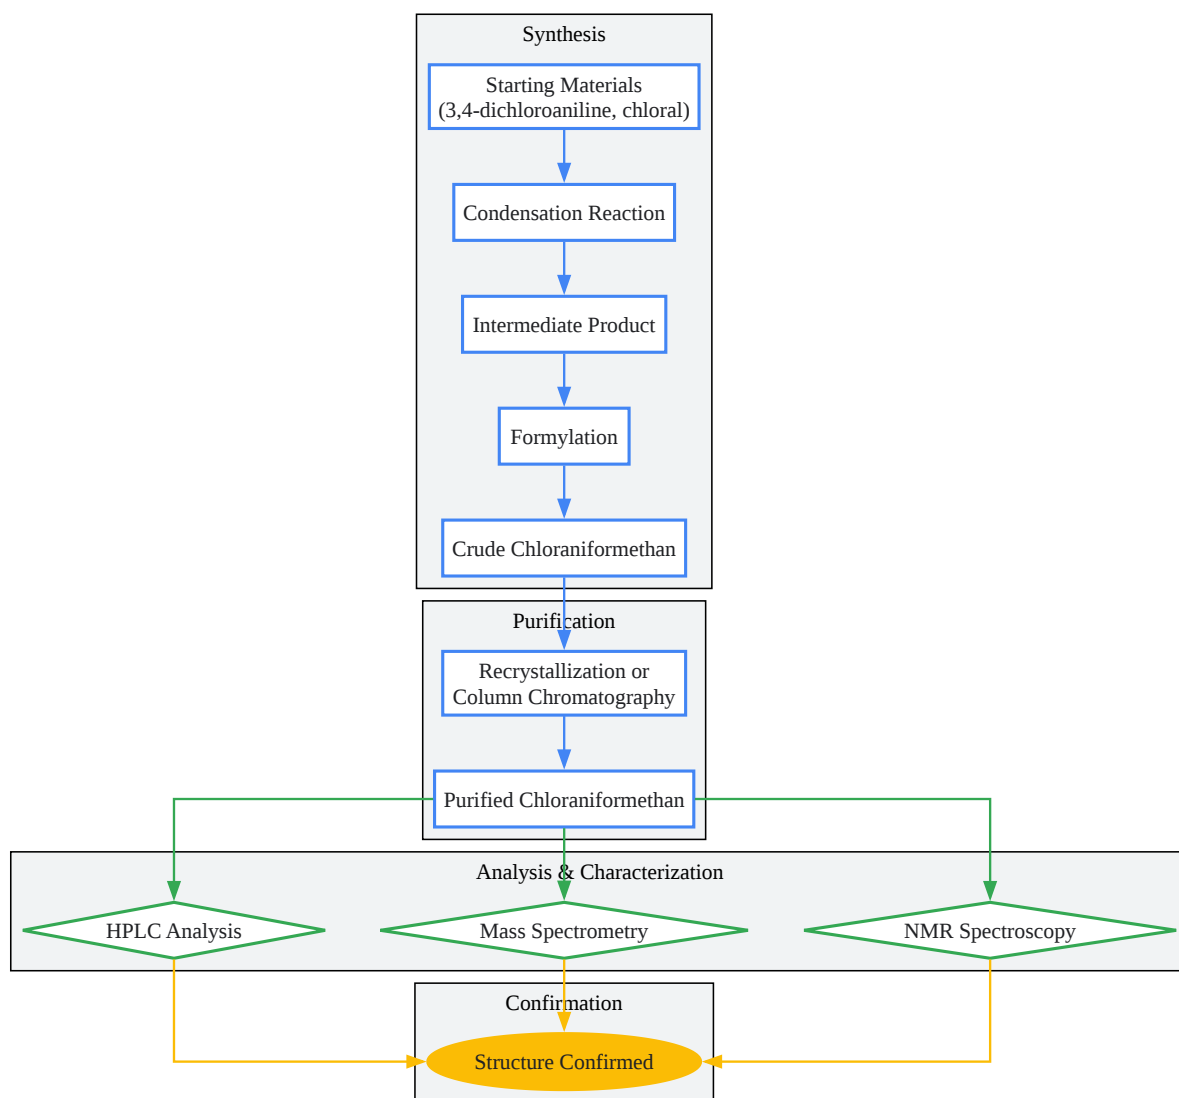 Synthesis
Starting Materials
(3,4-dichloroaniline, chloral)
Condensation Reaction
Intermediate Product
Formylation
Crude Chloraniformethan
Purification
Recrystallization or
Column Chromatography
Purified Chloraniformethan
Analysis & Characterization
HPLC Analysis
Mass Spectrometry
NMR Spectroscopy
Confirmation
Structure Confirmed